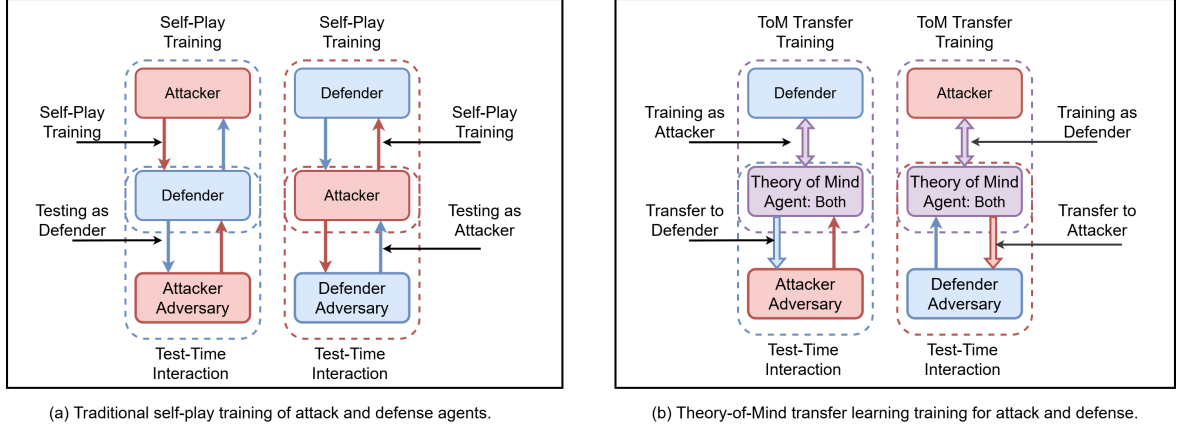 Self-Play
Training
Self-Play
Training
Attacker
Defender
Self-Play
Training
Self-Play
Training
Defender
Attacker
Testing as
Defender
Testing as
Attacker
Attacker
Adversary
Defender
Adversary
Test-Time
Interaction
Test-Time
Interaction
(a) Traditional self-play training of attack and defense agents.
ToM Transfer
Training
ToM Transfer
Training
Defender
Attacker
Training as
Attacker
Training as
Defender
Theory of Mind
Agent: Both
Theory of Mind
Agent: Both
Transfer to
Defender
Transfer to
Attacker
Attacker
Adversary
Defender
Adversary
Test-Time
Interaction
Test-Time
Interaction
(b) Theory-of-Mind transfer learning training for attack and defense.